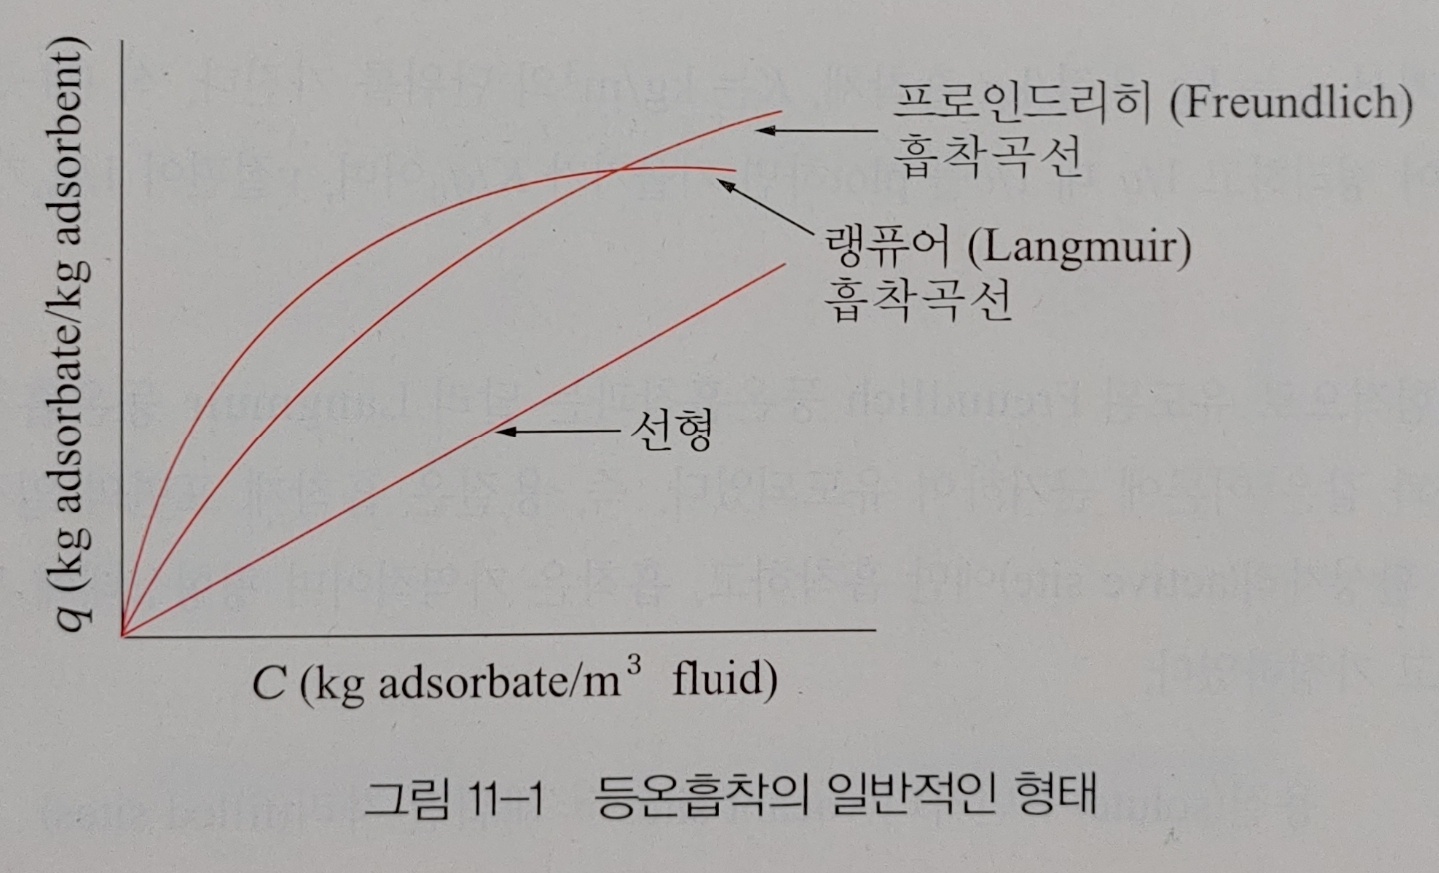 q (kg adsorbate/kg adsorbent)
프로인드리히 (Freundlich)
흡착곡선
랭퓨어 (Langmuir)
흡착곡선
선형
C (kg adsorbate/m³ fluid)
그림 11–1 등온흡착의 일반적인 형태